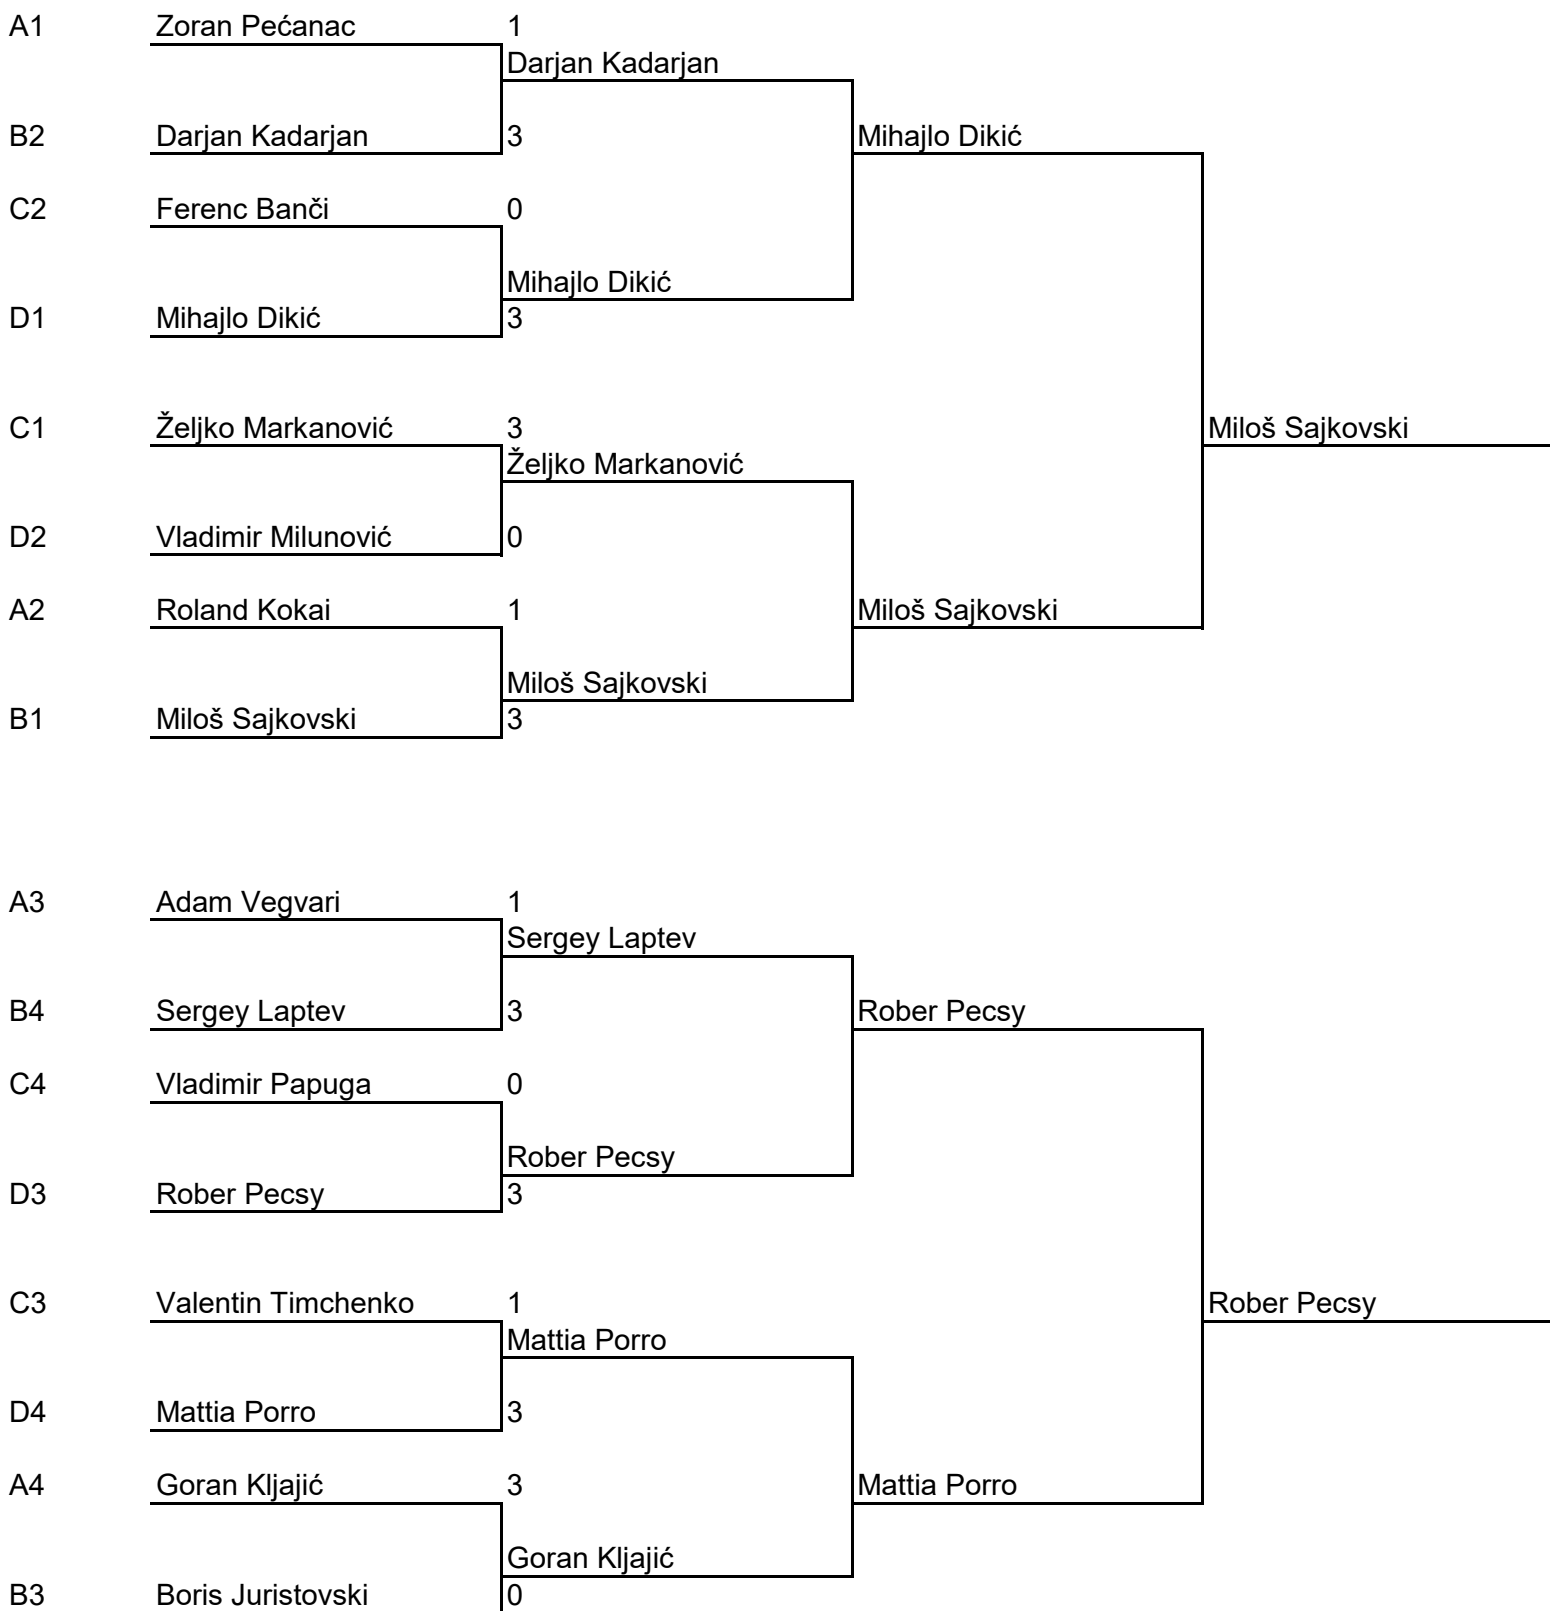 A1 Zoran Pećanac 1
Darjan Kadarjan
B2 Darjan Kadarjan 3 Mihajlo Dikić
C2 Ferenc Banči 0
Mihajlo Dikić
D1 Mihajlo Dikić 3
C1 Željko Markanović 3 Miloš Sajkovski
Željko Markanović
D2 Vladimir Milunović 0
A2 Roland Kokai 1 Miloš Sajkovski
Miloš Sajkovski
B1 Miloš Sajkovski 3
A3 Adam Vegvari 1
Sergey Laptev
B4 Sergey Laptev 3 Rober Pecsy
C4 Vladimir Papuga 0
Rober Pecsy
D3 Rober Pecsy 3
C3 Valentin Timchenko 1 Rober Pecsy
Mattia Porro
D4 Mattia Porro 3
A4 Goran Kljajić 3 Mattia Porro
Goran Kljajić
B3 Boris Juristovski 0